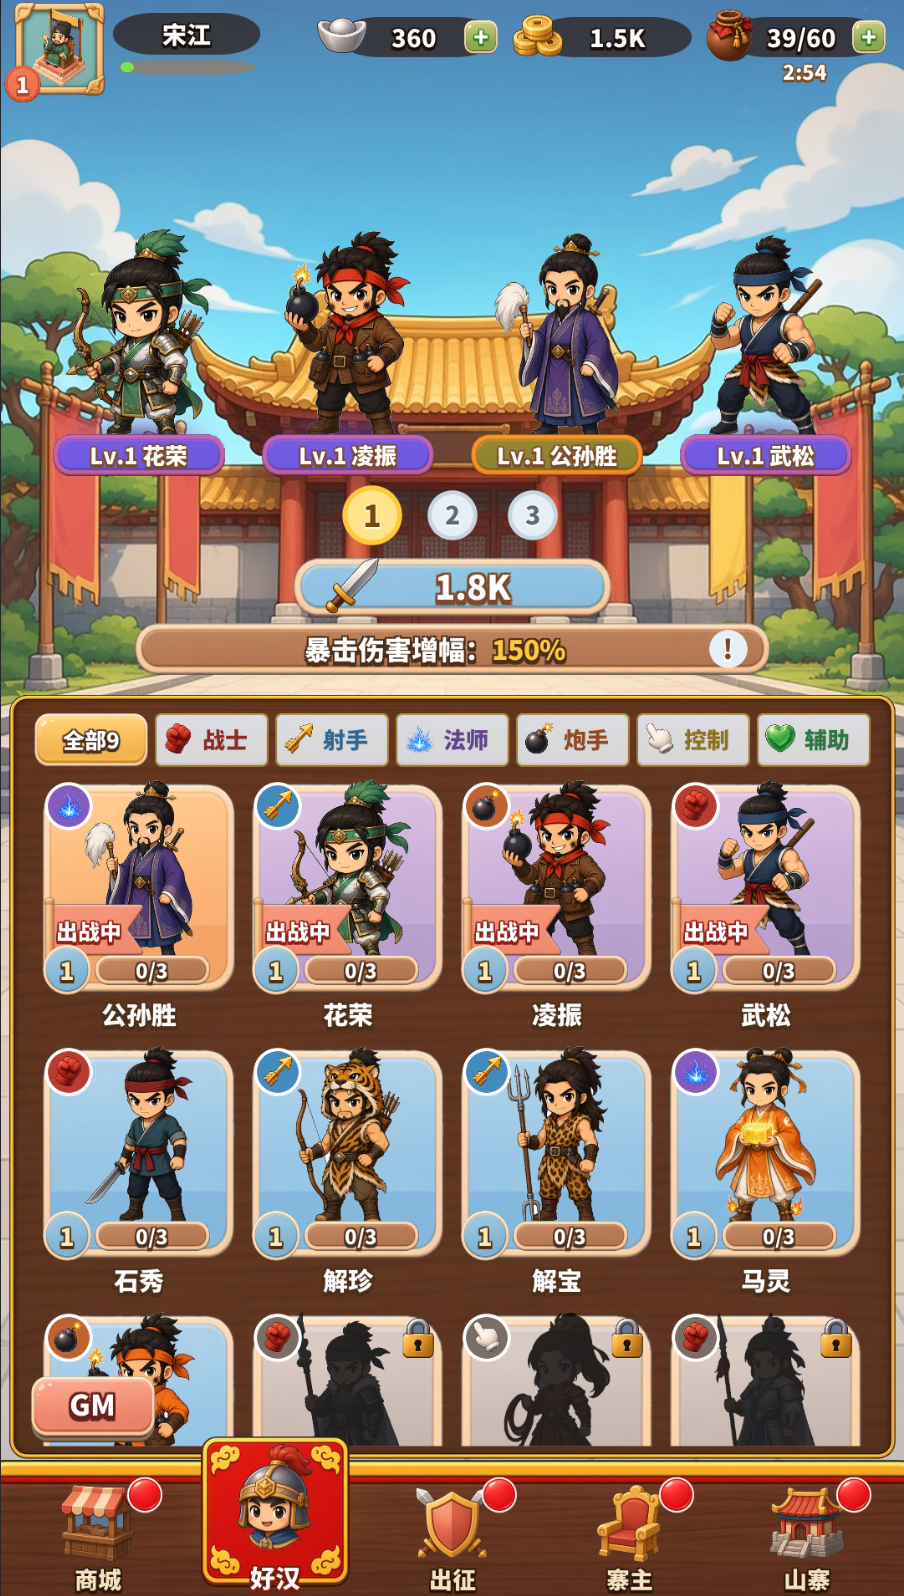 宋江
360
1.5K
39/60
1
2:54
Lv.1 花荣
Lv.1 凌振
Lv.1 公孙胜
Lv.1 武松
1
2
3
1.8K
暴击伤害增幅：150%
!
全部9
战士
射手
法师
炮手
控制
辅助
出战中
出战中
出战中
出战中
1
0/3
1
0/3
1
0/3
1
0/3
公孙胜
花荣
凌振
武松
1
0/3
1
0/3
1
0/3
1
0/3
石秀
解珍
解宝
马灵
GM
商城
好汉
出征
寨主
山寨